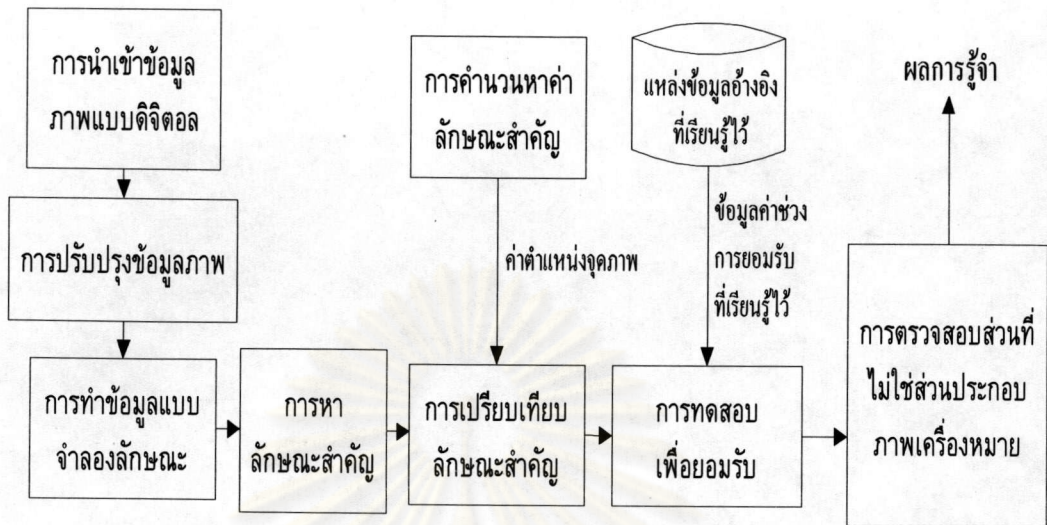 การนำเข้าข้อมูล
ภาพแบบดิจิตอล
การปรับปรุงข้อมูลภาพ
การทำข้อมูลแบบ
จำลองลักษณะ
การหา
ลักษณะสำคัญ
การคำนวนหาค่า
ลักษณะสำคัญ
ค่าตำแหน่งจุดภาพ
การเปรียบเทียบ
ลักษณะสำคัญ
แหล่งข้อมูลอ้างอิง
ที่เรียนรู้ไว้
ข้อมูลค่าช่วง
การยอมรับ
ที่เรียนรู้ไว้
การทดสอบ
เพื่อยอมรับ
การตรวจสอบส่วนที่
ไม่ใช่ส่วนประกอบ
ภาพเครื่องหมาย
ผลการรู้จำ